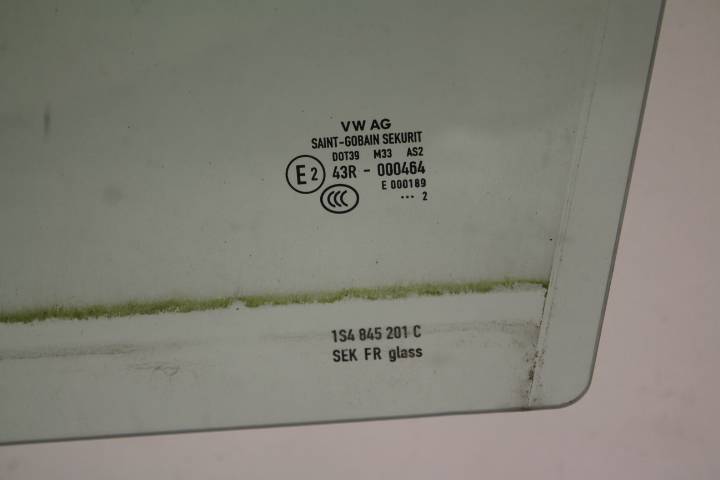 VW AG
SAINT-GOBAIN SEKURIT
DOT39 M33 AS2
E2 43R - 000464
E 000189
CCC ··· 2
1S4 845 201 C
SEK FR glass